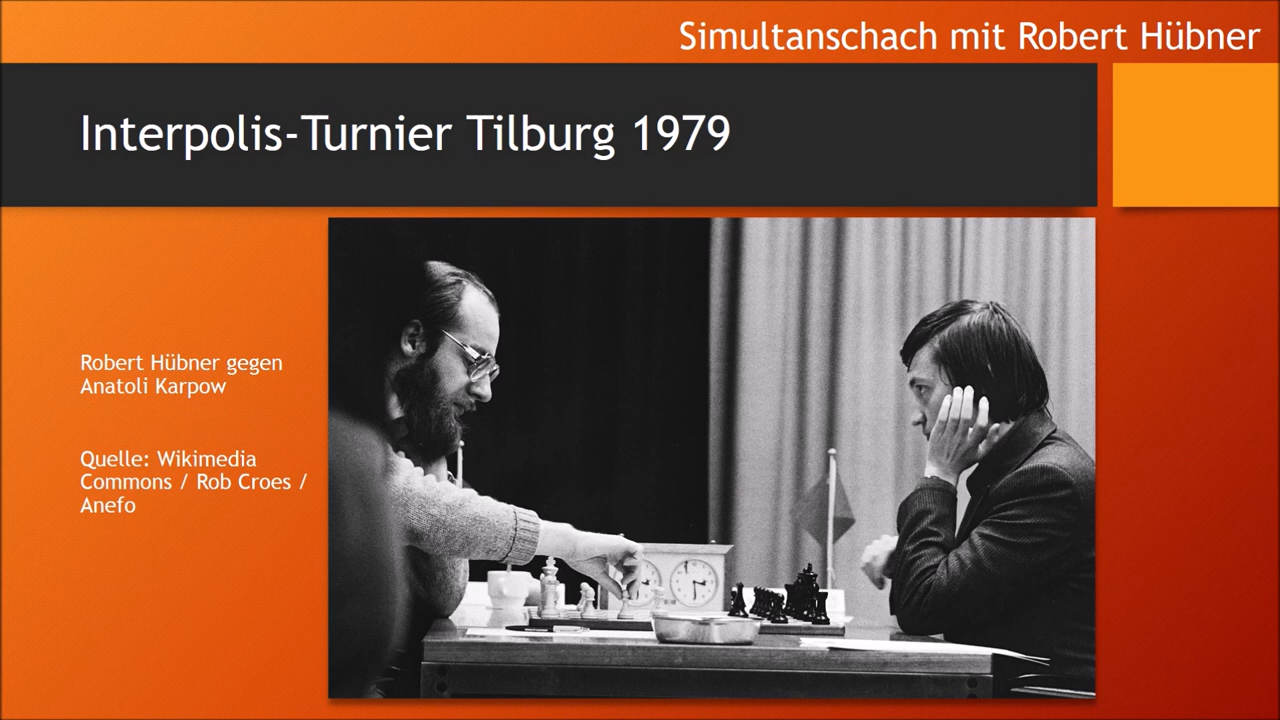 Simultanschach mit Robert Hübner
Interpolis-Turnier Tilburg 1979
Robert Hübner gegen
Anatoli Karpow
Quelle: Wikimedia
Commons / Rob Croes /
Anefo